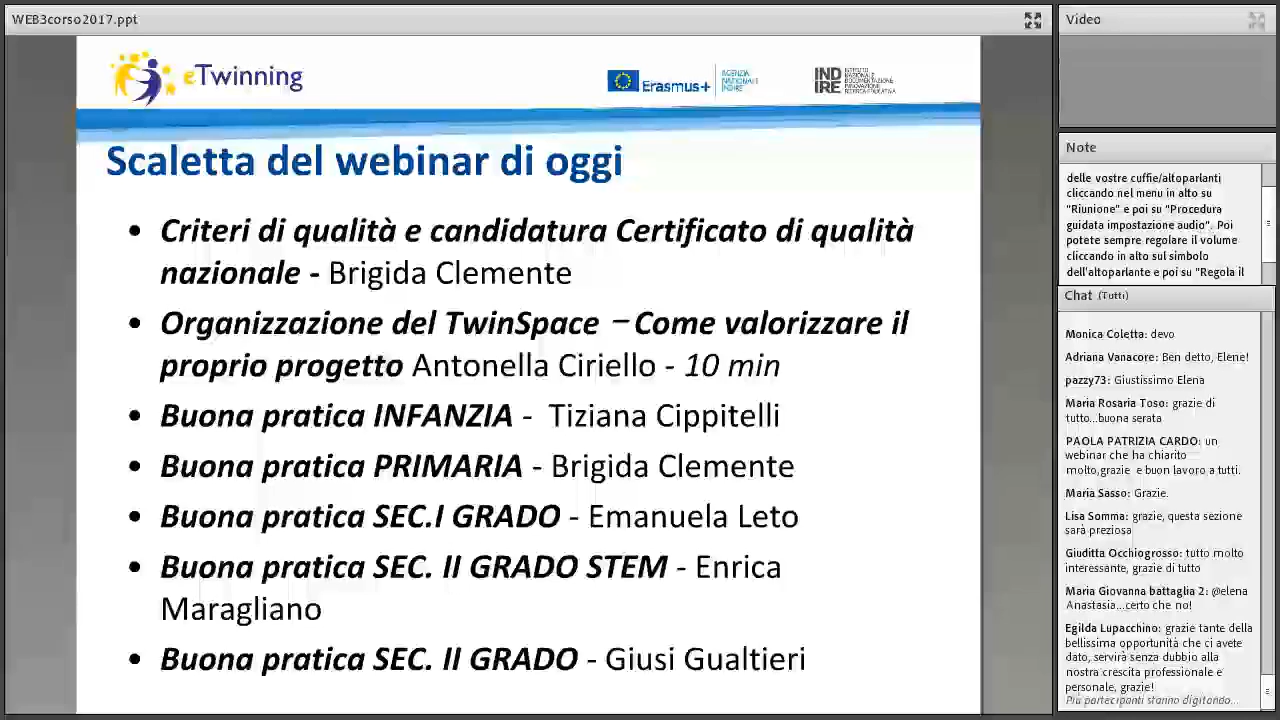 WEB3corso2017.ppt
eTwinning
Erasmus+
AGENZIA
NAZIONALE
INDIRE
IND
IRE
ISTITUTO
NAZIONALE
DOCUMENTAZIONE
INNOVAZIONE
RICERCA EDUCATIVA
Scaletta del webinar di oggi
• Criteri di qualità e candidatura Certificato di qualità
nazionale - Brigida Clemente
• Organizzazione del TwinSpace –Come valorizzare il
proprio progetto Antonella Ciriello - 10 min
• Buona pratica INFANZIA - Tiziana Cippitelli
• Buona pratica PRIMARIA - Brigida Clemente
• Buona pratica SEC.I GRADO - Emanuela Leto
• Buona pratica SEC. II GRADO STEM - Enrica
Maragliano
• Buona pratica SEC. II GRADO - Giusi Gualtieri
Video
Note
delle vostre cuffie/altoparlanti
cliccando nel menu in alto su
"Riunione" e poi su "Procedura
guidata impostazione audio". Poi
potete sempre regolare il volume
cliccando in alto sul simbolo
dell'altoparlante e poi su "Regola il
Chat (Tutti)
Monica Coletta: devo
Adriana Vanacore: Ben detto, Elene!
pazzy73: Giustissimo Elena
Maria Rosaria Toso: grazie di
tutto...buona serata
PAOLA PATRIZIA CARDO: un
webinar che ha chiarito
molto,grazie e buon lavoro a tutti.
Maria Sasso: Grazie.
Lisa Somma: grazie, questa sezione
sarà preziosa
Giuditta Occhiogrosso: tutto molto
interessante, grazie di tutto
Maria Giovanna battaglia 2: @elena
Anastasia...certo che no!
Egilda Lupacchino: grazie tante della
bellissima opportunità che ci avete
dato, servirà senza dubbio alla
nostra crescita professionale e
personale, grazie!
Più partecipanti stanno digitando...